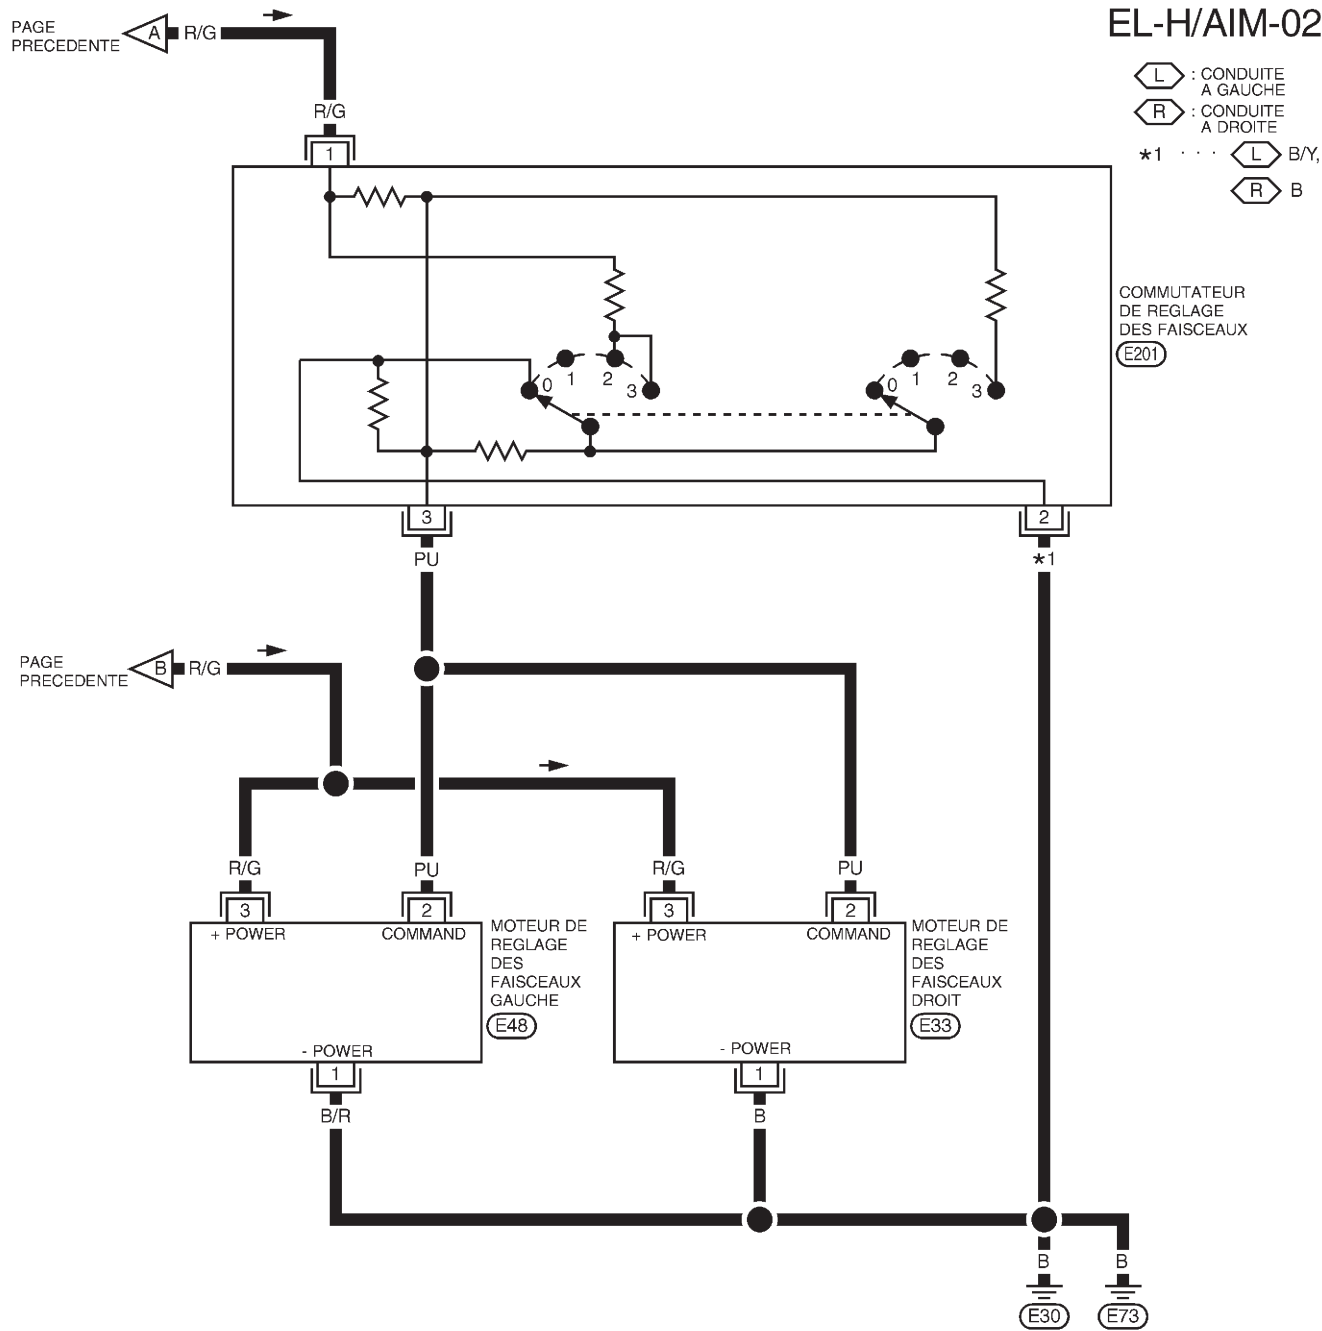 EL-H/AIM-02
PAGE
PRECEDENTE
A
R/G
L : CONDUITE
A GAUCHE
R : CONDUITE
A DROITE
*1 · · · L B/Y,
R B
R/G
1
COMMUTATEUR
DE REGLAGE
DES FAISCEAUX
E201
0 1 2 3
0 1 2 3
3
2
PU
*1
PAGE
PRECEDENTE
B
R/G
R/G
PU
R/G
PU
3
2
3
2
+ POWER
COMMAND
+ POWER
COMMAND
MOTEUR DE
REGLAGE
DES
FAISCEAUX
GAUCHE
E48
MOTEUR DE
REGLAGE
DES
FAISCEAUX
DROIT
E33
- POWER
- POWER
1
1
B/R
B
B
B
E30
E73